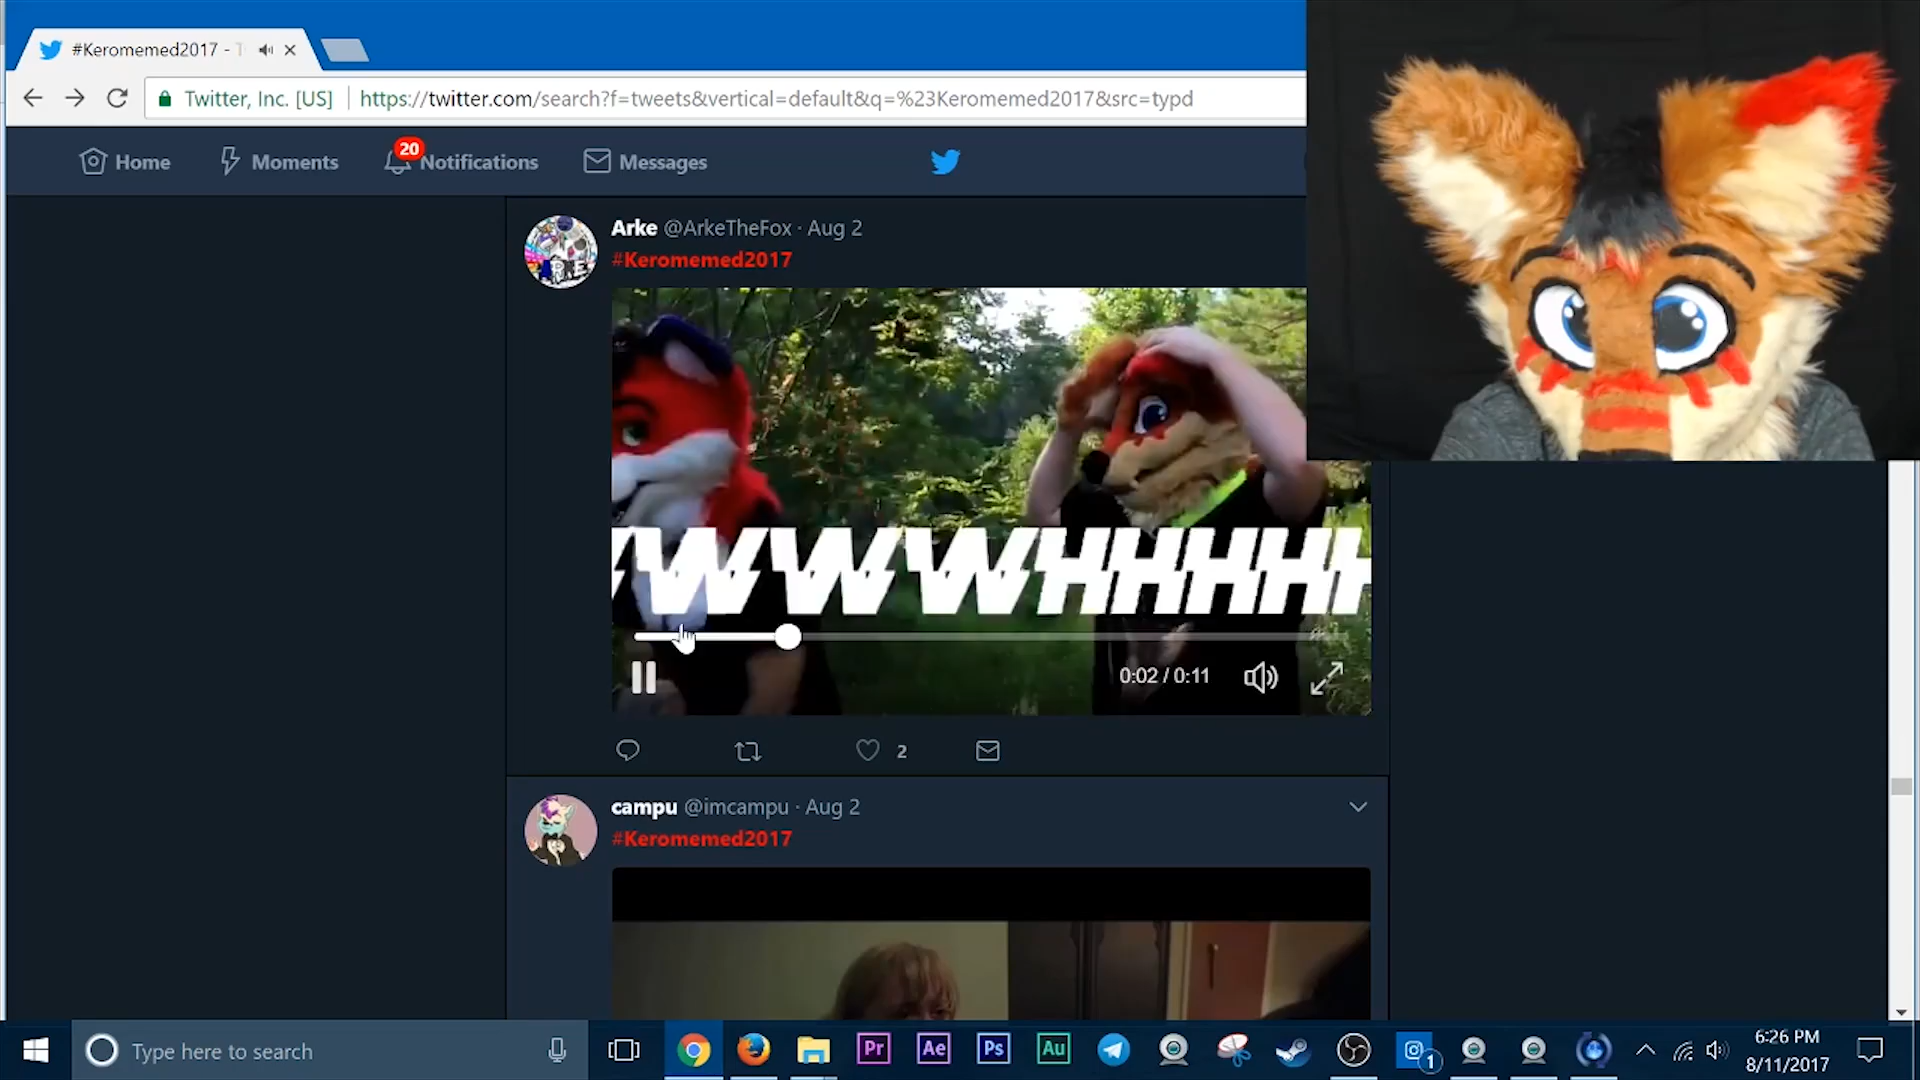 #Keromemed2017 - T
Twitter, Inc. [US]
https://twitter.com/search?f=tweets&vertical=default&q=%23Keromemed2017&src=typd
Home
Moments
20
Notifications
Messages
Arke @ArkeTheFox · Aug 2
#Keromemed2017
WWWHHHH
0:02 / 0:11
2
campu @imcampu · Aug 2
#Keromemed2017
Type here to search
Pr
Ae
Ps
Au
1
6:26 PM
8/11/2017